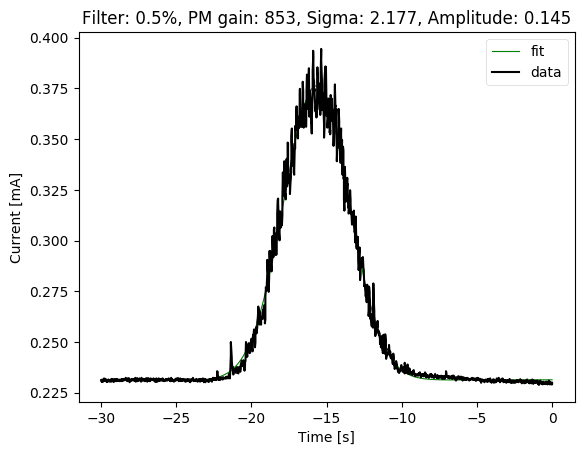 Filter: 0.5%, PM gain: 853, Sigma: 2.177, Amplitude: 0.145
0.400
0.375
0.350
0.325
0.300
0.275
0.250
0.225
Current [mA]
fit
data
−30 −25 −20 −15 −10 −5 0
Time [s]